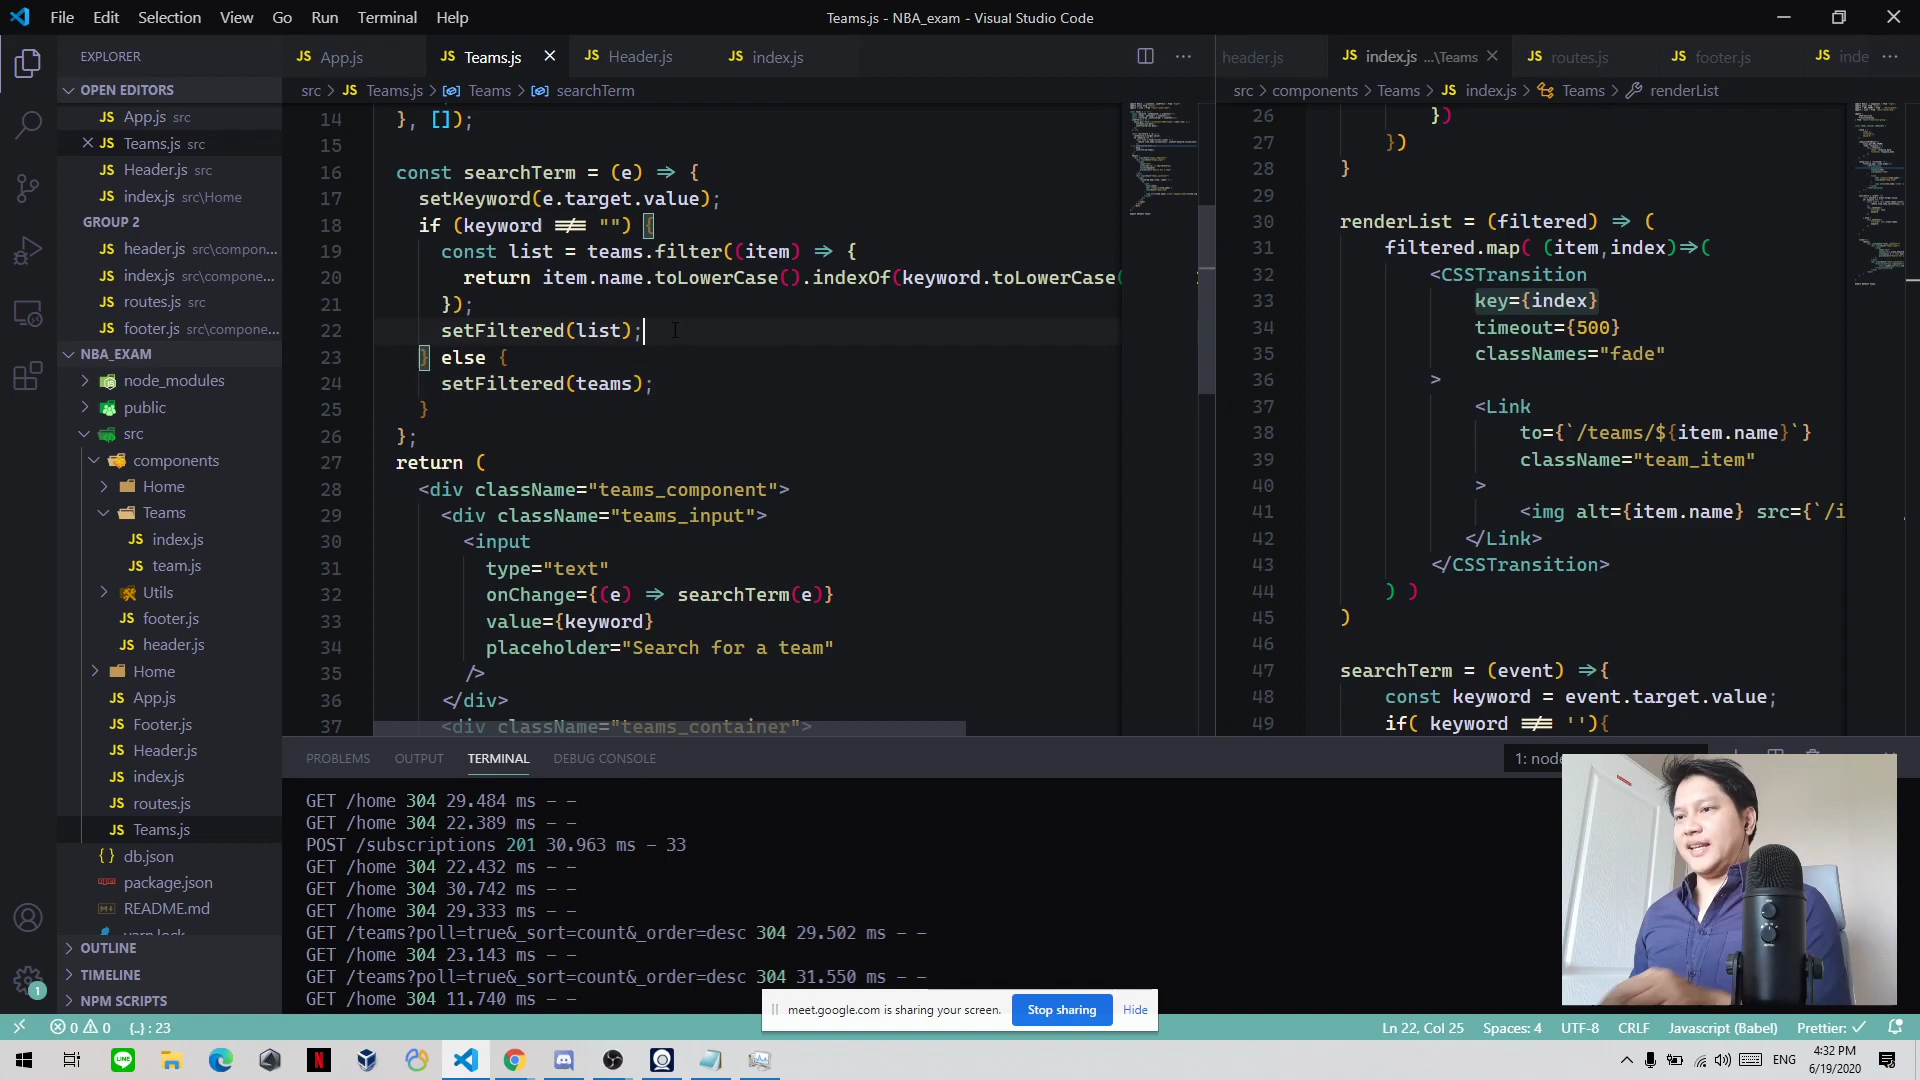 File Edit Selection View Go Run Terminal Help
Teams.js - NBA_exam - Visual Studio Code
EXPLORER
OPEN EDITORS
JS App.js src
JS Teams.js src
JS Header.js src
JS index.js src\Home
GROUP 2
JS header.js src\compon...
JS index.js src\compone...
JS routes.js src
JS footer.js src\compone...
NBA_EXAM
node_modules
public
src
components
Home
Teams
JS index.js
JS team.js
Utils
JS footer.js
JS header.js
Home
JS App.js
JS Footer.js
JS Header.js
JS index.js
JS routes.js
JS Teams.js
{} db.json
package.json
README.md
yarn.lock
OUTLINE
TIMELINE
NPM SCRIPTS
1
JS App.js JS Teams.js JS Header.js JS index.js
src > JS Teams.js > Teams > searchTerm
14 }, []);
15
16 const searchTerm = (e) => {
17 setKeyword(e.target.value);
18 if (keyword !== "") {
19 const list = teams.filter((item) => {
20 return item.name.toLowerCase().indexOf(keyword.toLowerCase(
21 });
22 setFiltered(list);
23 } else {
24 setFiltered(teams);
25 }
26 };
27 return (
28 <div className="teams_component">
29 <div className="teams_input">
30 <input
31 type="text"
32 onChange={(e) => searchTerm(e)}
33 value={keyword}
34 placeholder="Search for a team"
35 />
36 </div>
37 <div className="teams_container">
header.js JS index.js ...\Teams JS routes.js JS footer.js JS inde
src > components > Teams > JS index.js > Teams > renderList
26 })
27 })
28 }
29
30 renderList = (filtered) => (
31 filtered.map( (item,index)=>(
32 <CSSTransition
33 key={index}
34 timeout={500}
35 classNames="fade"
36 >
37 <Link
38 to={`/teams/${item.name}`}
39 className="team_item"
40 >
41 <img alt={item.name} src={`/i
42 </Link>
43 </CSSTransition>
44 ) )
45 )
46
47 searchTerm = (event) =>{
48 const keyword = event.target.value;
49 if( keyword !== ''){
PROBLEMS OUTPUT TERMINAL DEBUG CONSOLE
1: node
GET /home 304 29.484 ms - -
GET /home 304 22.389 ms - -
POST /subscriptions 201 30.963 ms - 33
GET /home 304 22.432 ms - -
GET /home 304 30.742 ms - -
GET /home 304 29.333 ms - -
GET /teams?poll=true&_sort=count&_order=desc 304 29.502 ms - -
GET /home 304 23.143 ms - -
GET /teams?poll=true&_sort=count&_order=desc 304 31.550 ms - -
GET /home 304 11.740 ms - -
meet.google.com is sharing your screen. Stop sharing Hide
0 0 {..} : 23
Ln 22, Col 25 Spaces: 4 UTF-8 CRLF Javascript (Babel) Prettier: ✓
LINE
N
ENG
4:32 PM
6/19/2020